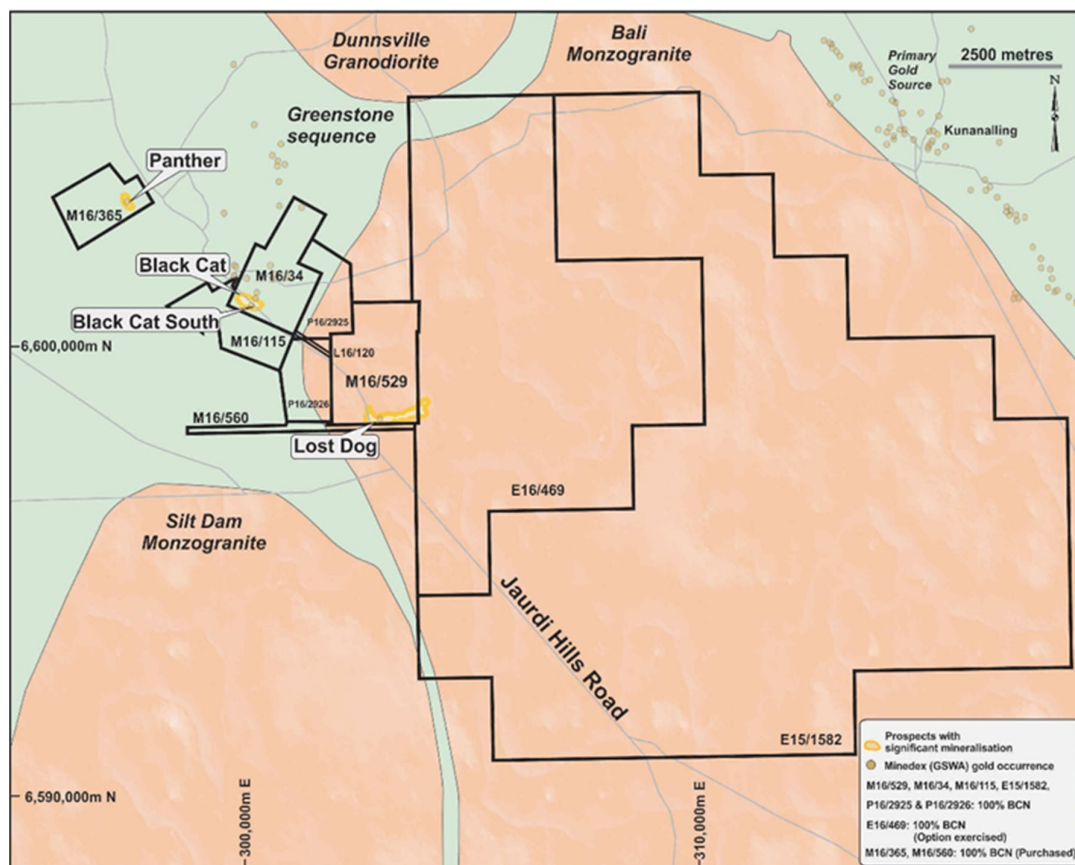 Dunnsville
Granodiorite
Bali
Monzogranite
Primary
Gold
Source
2500 metres
N
Kunanalling
Greenstone
sequence
Panther
M16/365
Black Cat
M16/34
Black Cat South
P16/2925
6,600,000m N
M16/115
L16/120
M16/529
P16/2926
M16/560
Lost Dog
E16/469
Silt Dam
Monzogranite
Jaurdi Hills Road
E15/1582
6,590,000m N
300,000m E
310,000m E
Prospects with
significant mineralisation
Minedex (GSWA) gold occurrence
M16/529, M16/34, M16/115, E15/1582,
P16/2925 & P16/2926: 100% BCN
E16/469: 100% BCN
(Option exercised)
M16/365, M16/560: 100% BCN (Purchased)